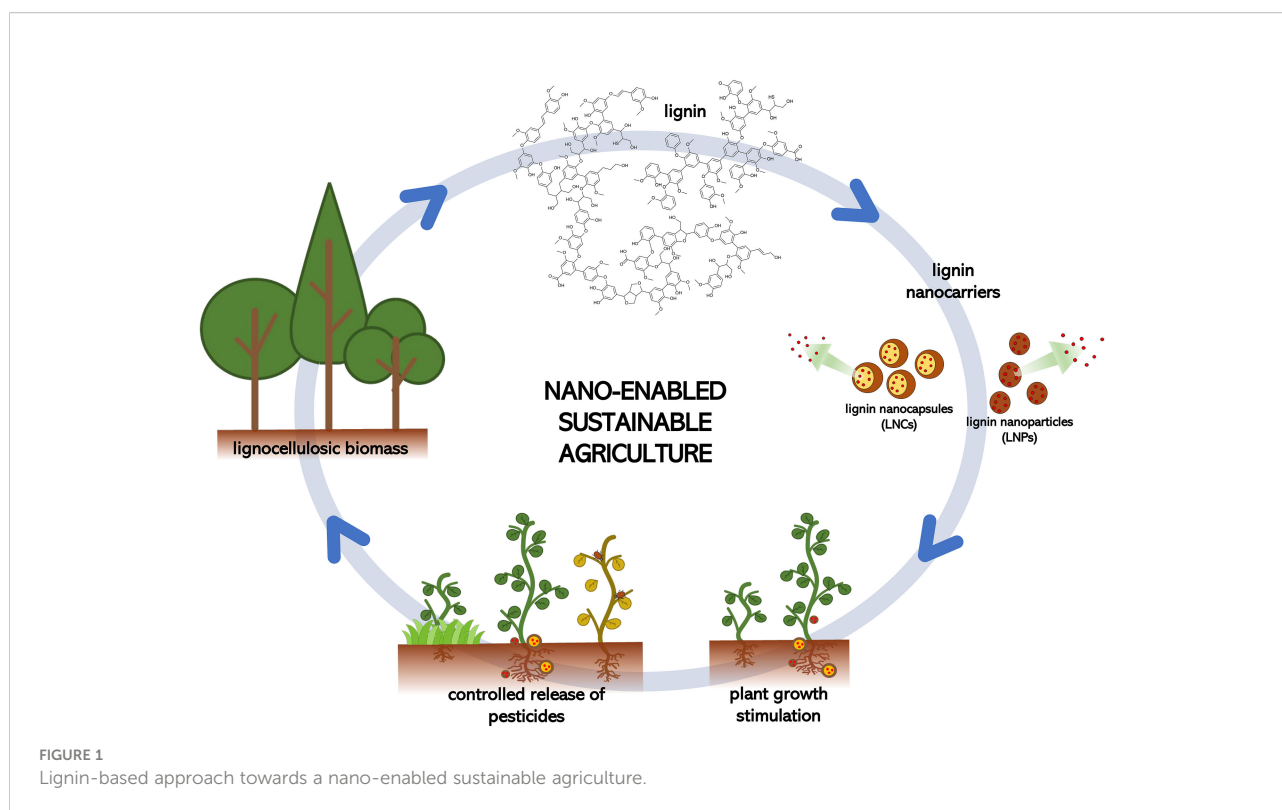 lignin
lignin
nanocarriers
lignin nanocapsules
(LNCs)
lignin nanoparticles
(LNPs)
NANO-ENABLED
SUSTAINABLE
AGRICULTURE
lignocellulosic biomass
controlled release of
pesticides
plant growth
stimulation
FIGURE 1
Lignin-based approach towards a nano-enabled sustainable agriculture.